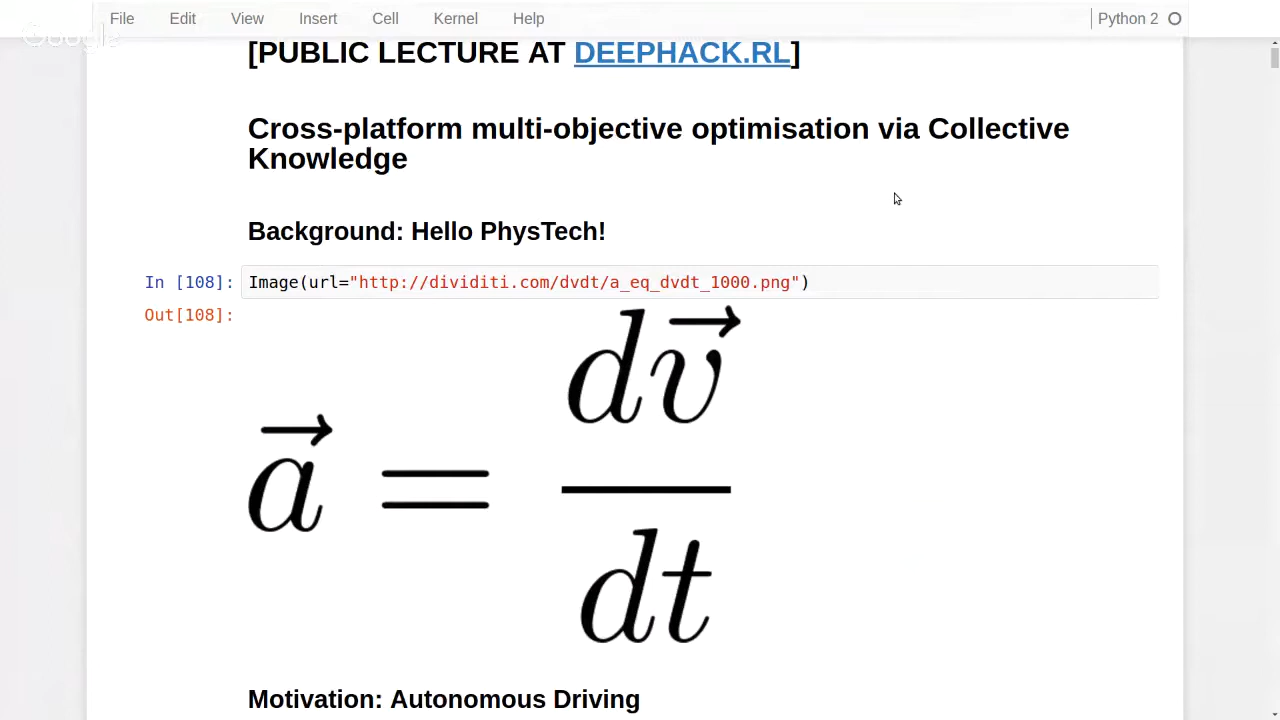 File Edit View Insert Cell Kernel Help Python 2
Google
[PUBLIC LECTURE AT DEEPHACK.RL]
Cross-platform multi-objective optimisation via Collective
Knowledge
Background: Hello PhysTech!
In [108]: Image(url="http://dividiti.com/dvdt/a_eq_dvdt_1000.png")
Out[108]:
a⃗ = dv⃗/dt
Motivation: Autonomous Driving